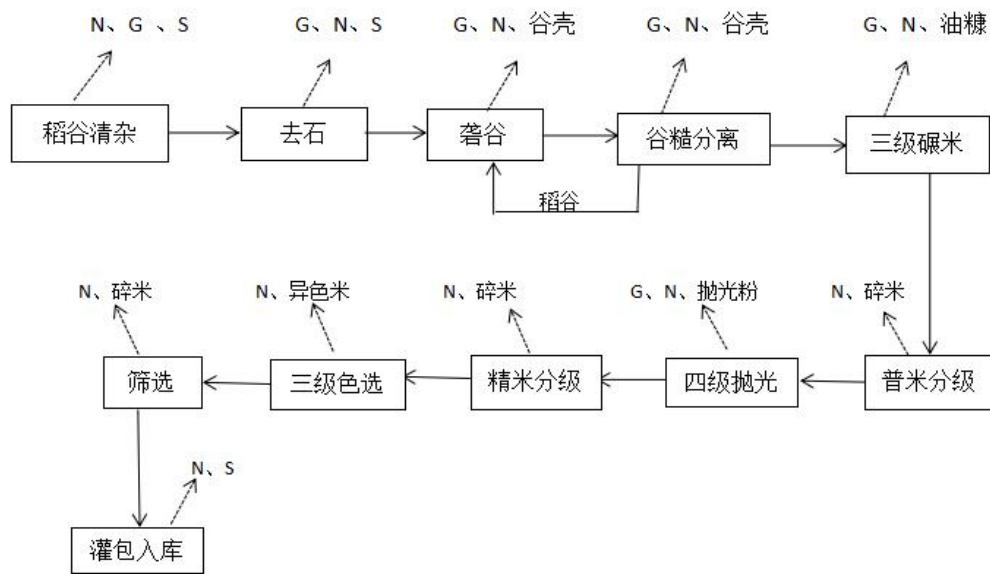 N、G 、S
G、N、S
G、N、谷壳
G、N、谷壳
G、N、油糠
稻谷清杂
去石
砻谷
谷糙分离
三级碾米
稻谷
N、碎米
N、异色米
N、碎米
G、N、抛光粉
N、碎米
筛选
三级色选
精米分级
四级抛光
普米分级
N、S
灌包入库